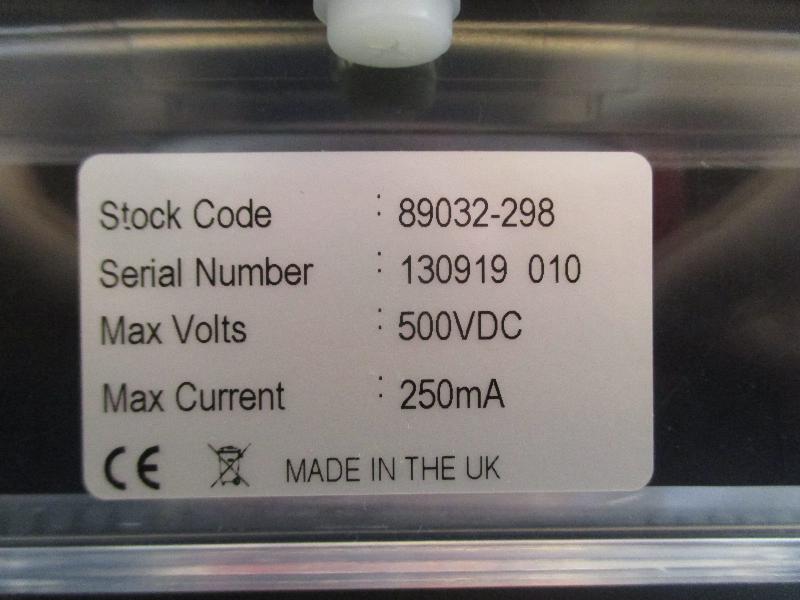 Stock Code : 89032-298
Serial Number : 130919 010
Max Volts : 500VDC
Max Current : 250mA
CE MADE IN THE UK